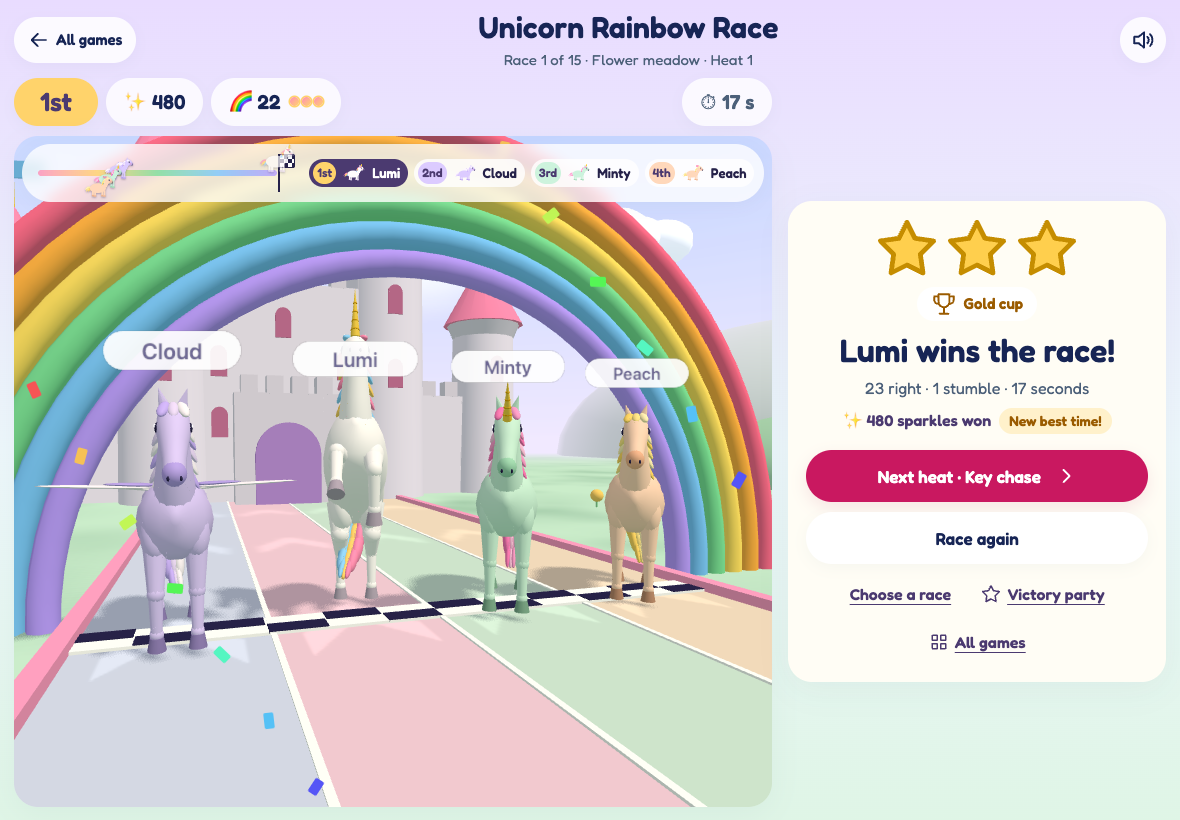 All games
Unicorn Rainbow Race
Race 1 of 15 · Flower meadow · Heat 1
1st
480
22
17 s
1st Lumi
2nd Cloud
3rd Minty
4th Peach
Cloud
Lumi
Minty
Peach
Gold cup
Lumi wins the race!
23 right · 1 stumble · 17 seconds
480 sparkles won
New best time!
Next heat · Key chase
Race again
Choose a race
Victory party
All games